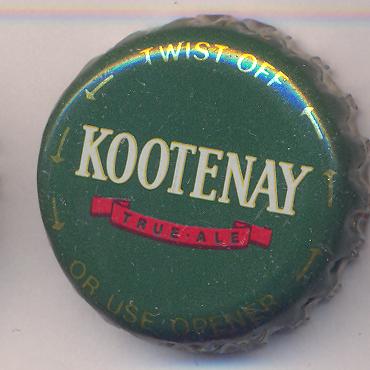 TWIST-OFF
KOOTENAY
TRUE·ALE
OR USE OPENER